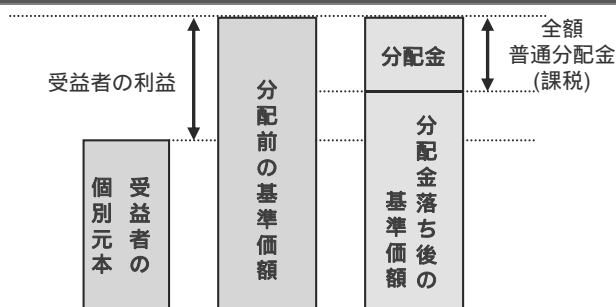 受益者の利益
受益者の
個別元本
分配前の基準価額
分配金
分配金落ち後の
基準価額
全額
普通分配金
(課税)